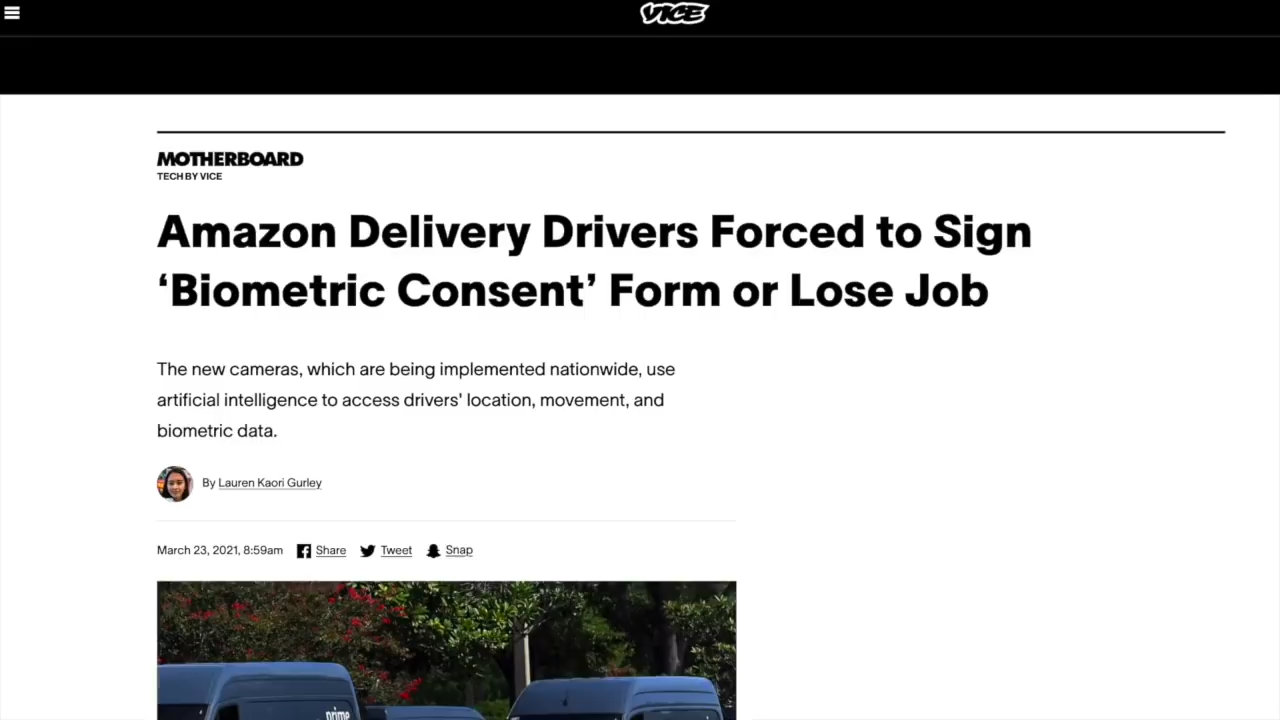 VICE
MOTHERBOARD
TECH BY VICE
Amazon Delivery Drivers Forced to Sign
‘Biometric Consent’ Form or Lose Job
The new cameras, which are being implemented nationwide, use
artificial intelligence to access drivers' location, movement, and
biometric data.
By Lauren Kaori Gurley
March 23, 2021, 8:59am Share Tweet Snap
prime